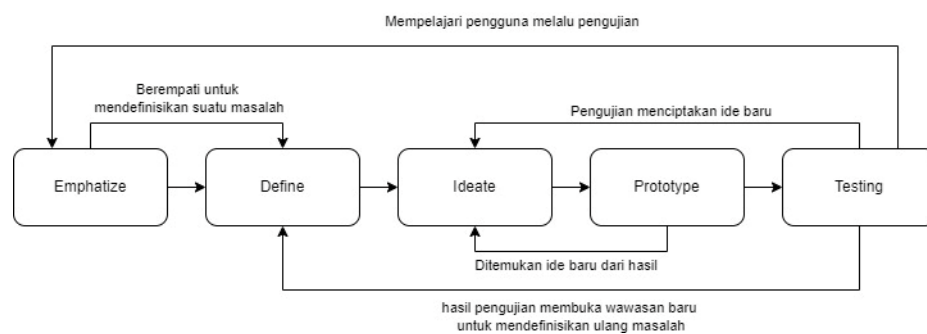 Mempelajari pengguna melalu pengujian
Berempati untuk
mendefinisikan suatu masalah
Pengujian menciptakan ide baru
Emphatize
Define
Ideate
Prototype
Testing
Ditemukan ide baru dari hasil
hasil pengujian membuka wawasan baru
untuk mendefinisikan ulang masalah